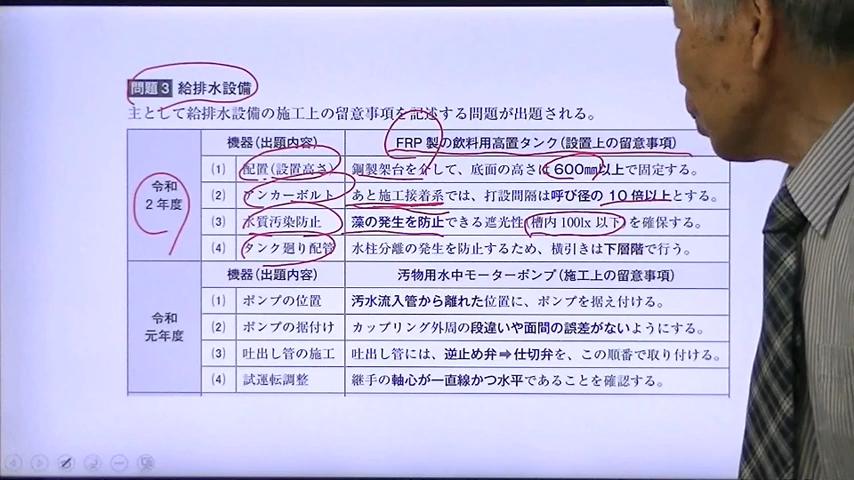 問題3 給排水設備
主として給排水設備の施工上の留意事項を記述する問題が出題される。
令和
2年度
機器(出題内容) FRP製の飲料用高置タンク(設置上の留意事項)
(1) 配置(設置高さ) 鋼製架台を介して、底面の高さは600mm以上で固定する。
(2) アンカーボルト あと施工接着系では、打設間隔は呼び径の10倍以上とする。
(3) 水質汚染防止 藻の発生を防止できる遮光性(槽内100lx以下)を確保する。
(4) タンク廻り配管 水柱分離の発生を防止するため、横引きは下層階で行う。
令和
元年度
機器(出題内容) 汚物用水中モーターポンプ(施工上の留意事項)
(1) ポンプの位置 汚水流入管から離れた位置に、ポンプを据え付ける。
(2) ポンプの据付け カップリング外周の段違いや面間の誤差がないようにする。
(3) 吐出し管の施工 吐出し管には、逆止め弁➡仕切弁を、この順番で取り付ける。
(4) 試運転調整 継手の軸心が一直線かつ水平であることを確認する。